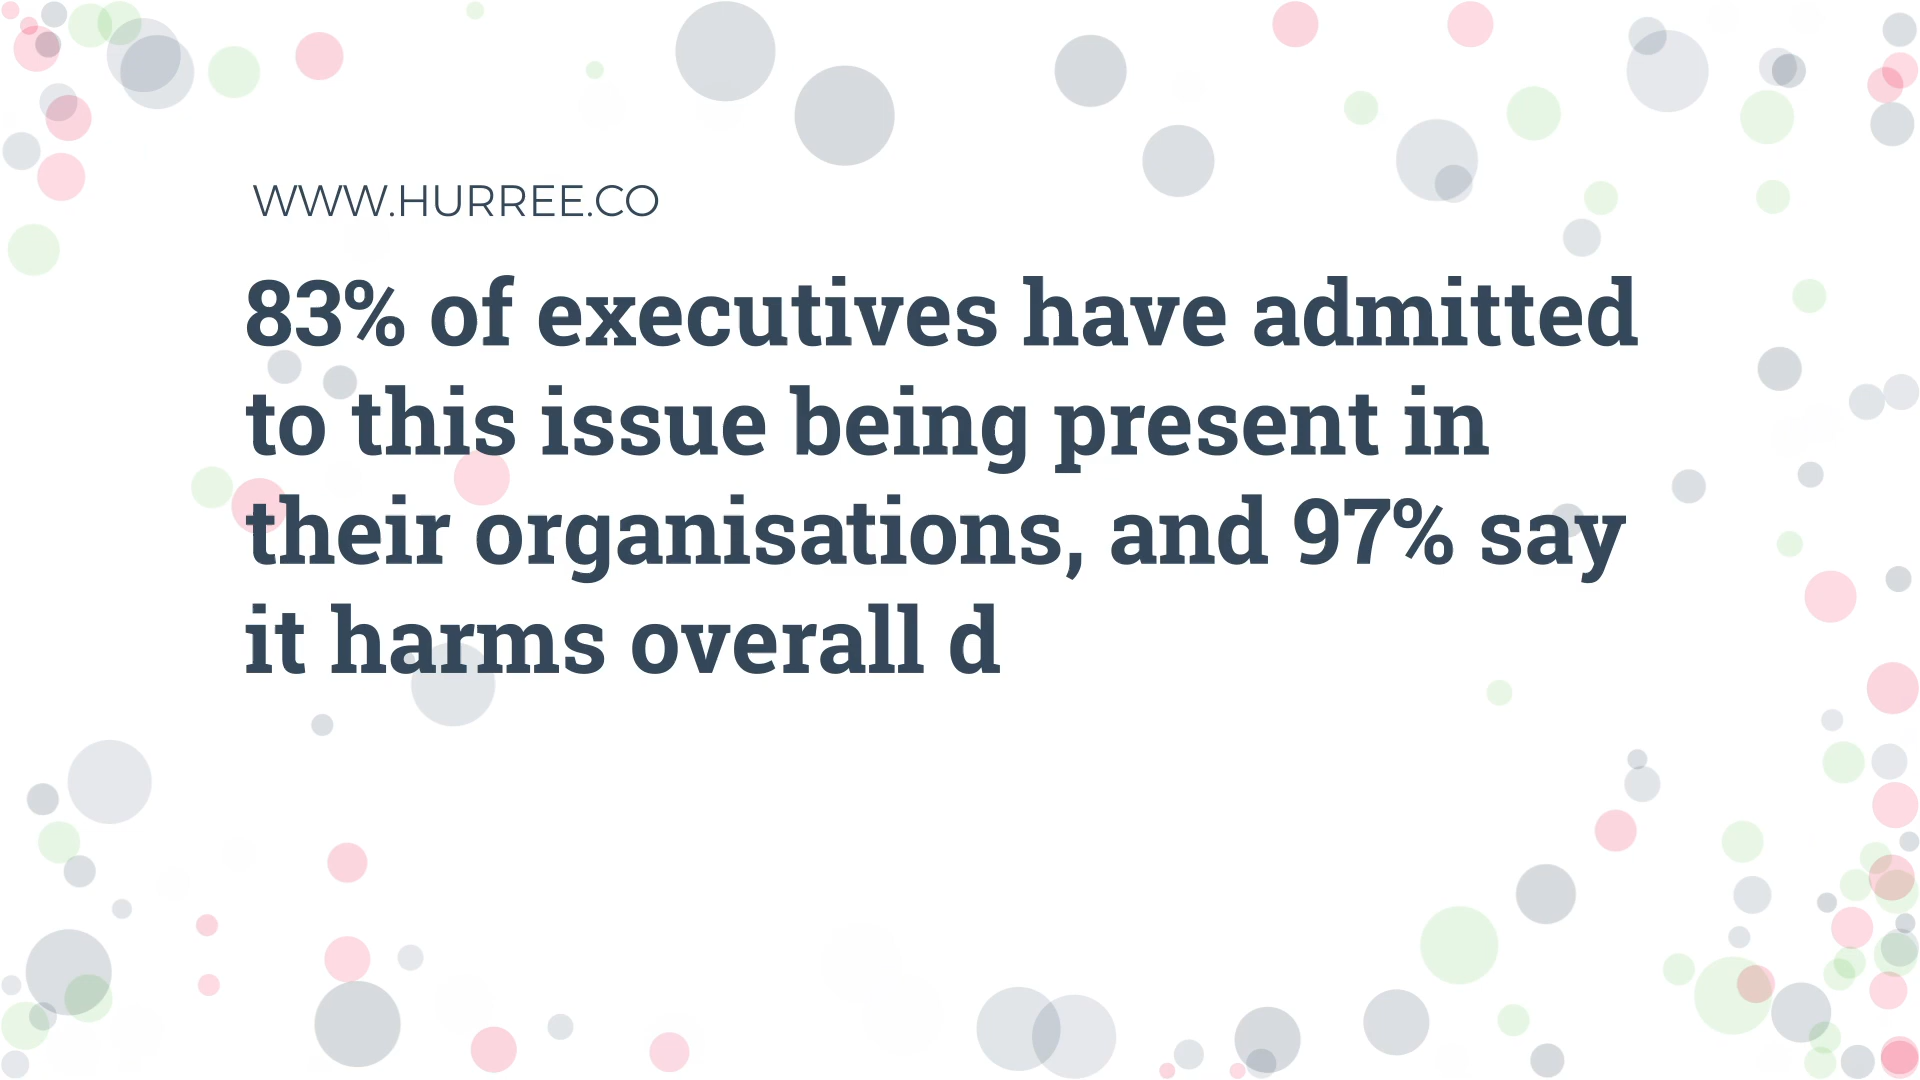 WWW.HURREE.CO
83% of executives have admitted
to this issue being present in
their organisations, and 97% say
it harms overall d